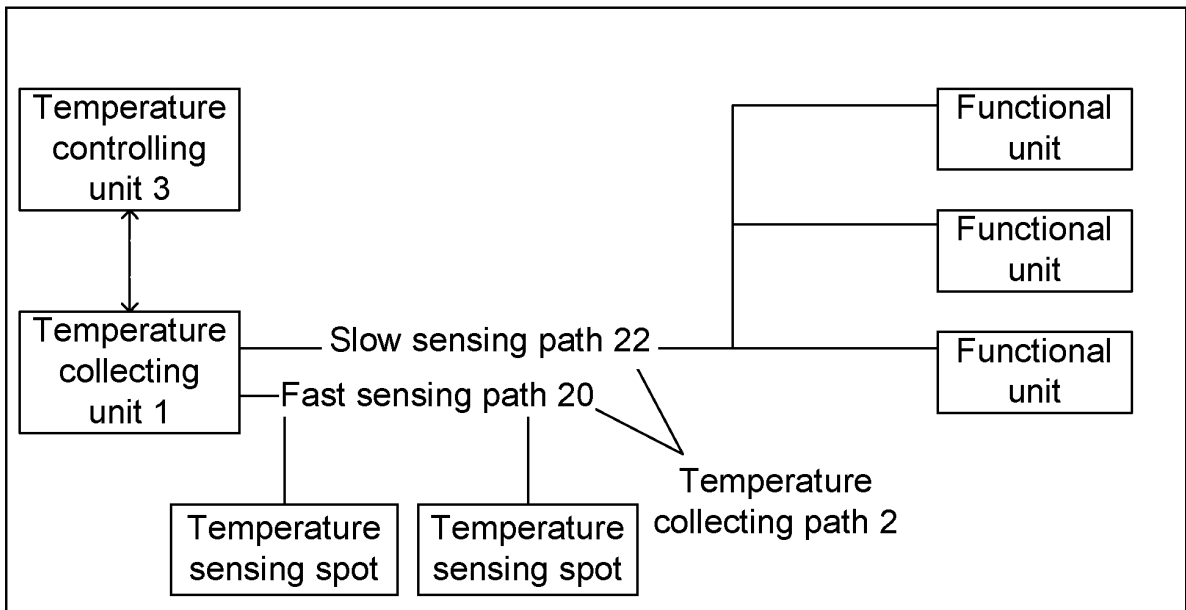 Temperature
controlling
unit 3
Functional
unit
Functional
unit
Temperature
collecting
unit 1
Slow sensing path 22
Fast sensing path 20
Functional
unit
Temperature
collecting path 2
Temperature
sensing spot
Temperature
sensing spot